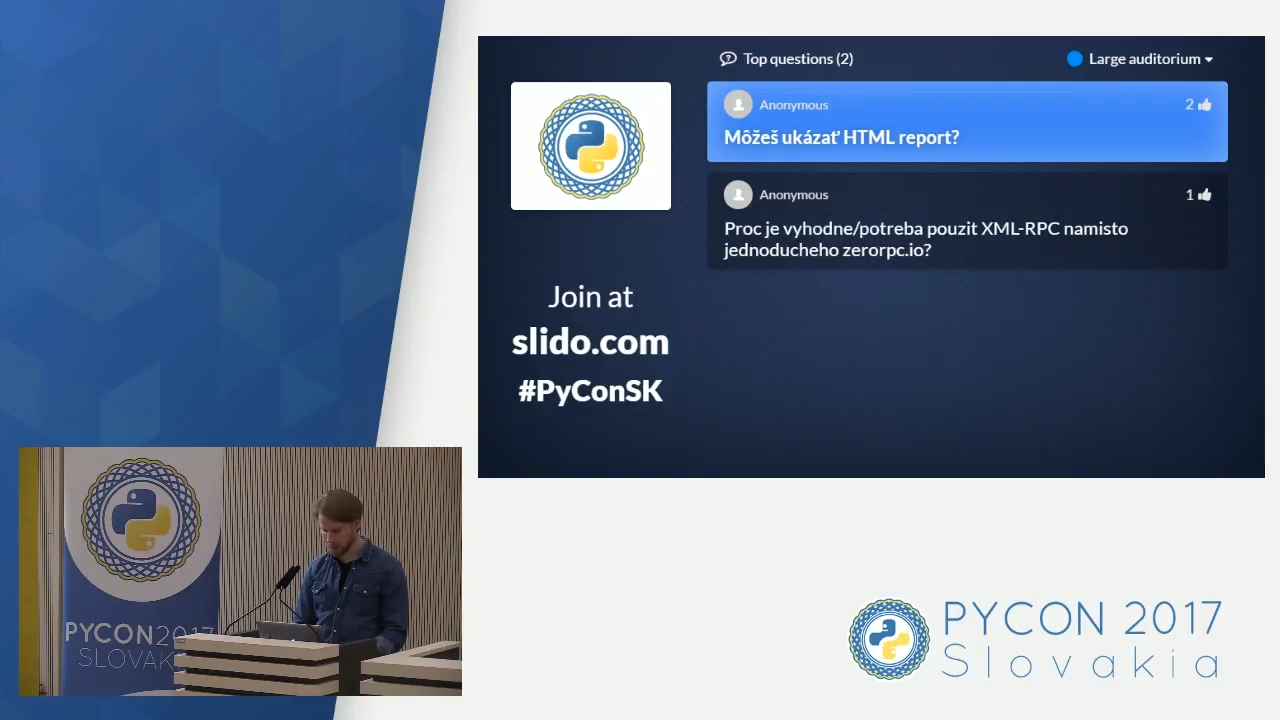 Top questions (2)
Large auditorium
Anonymous
2
Môžeš ukázať HTML report?
Anonymous
1
Proc je vyhodne/potreba pouzit XML-RPC namisto
jednoducheho zerorpc.io?
Join at
slido.com
#PyConSK
PYCON2017
SLOVAK
PYCON 2017
Slovakia